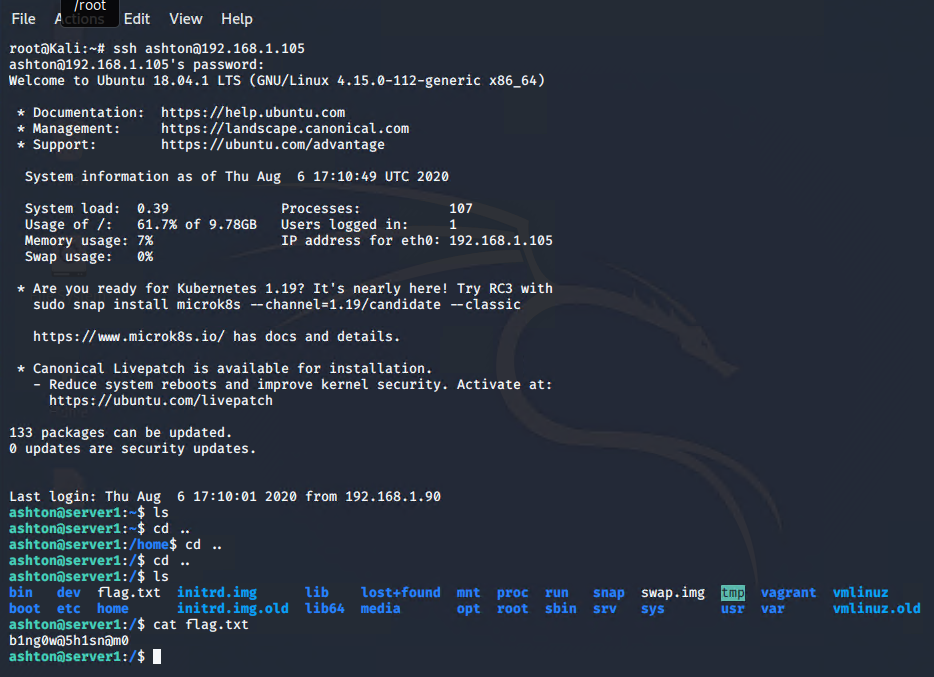 /root
File Actions Edit View Help
root@Kali:~# ssh ashton@192.168.1.105
ashton@192.168.1.105's password:
Welcome to Ubuntu 18.04.1 LTS (GNU/Linux 4.15.0-112-generic x86_64)
* Documentation: https://help.ubuntu.com
* Management: https://landscape.canonical.com
* Support: https://ubuntu.com/advantage
System information as of Thu Aug 6 17:10:49 UTC 2020
System load: 0.39 Processes: 107
Usage of /: 61.7% of 9.78GB Users logged in: 1
Memory usage: 7% IP address for eth0: 192.168.1.105
Swap usage: 0%
* Are you ready for Kubernetes 1.19? It's nearly here! Try RC3 with
sudo snap install microk8s --channel=1.19/candidate --classic
https://www.microk8s.io/ has docs and details.
* Canonical Livepatch is available for installation.
- Reduce system reboots and improve kernel security. Activate at:
https://ubuntu.com/livepatch
133 packages can be updated.
0 updates are security updates.
Last login: Thu Aug 6 17:10:01 2020 from 192.168.1.90
ashton@server1:~$ ls
ashton@server1:~$ cd ..
ashton@server1:/home$ cd ..
ashton@server1:/$ cd ..
ashton@server1:/$ ls
bin dev flag.txt initrd.img lib lost+found mnt proc run snap swap.img tmp vagrant vmlinuz
boot etc home initrd.img.old lib64 media opt root sbin srv sys usr var vmlinuz.old
ashton@server1:/$ cat flag.txt
b1ng0w@5h1sn@m0
ashton@server1:/$